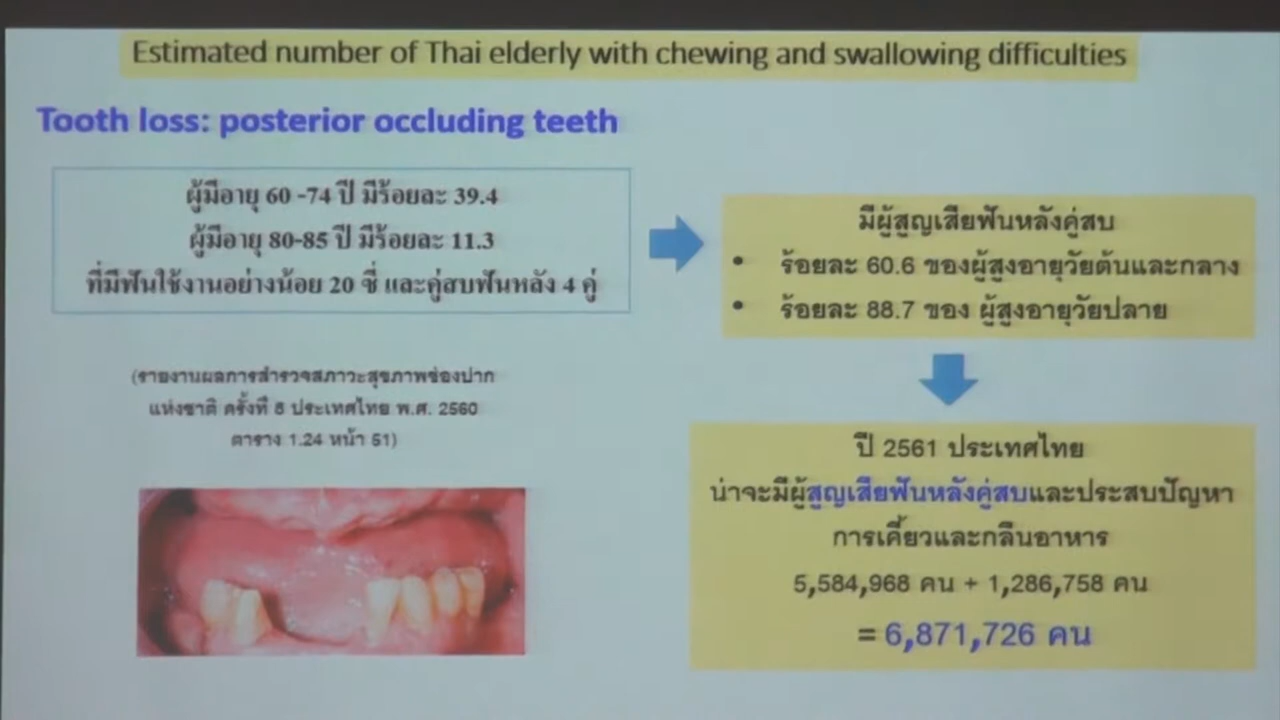 Estimated number of Thai elderly with chewing and swallowing difficulties
Tooth loss: posterior occluding teeth
ผู้มีอายุ 60 -74 ปี มีร้อยละ 39.4
ผู้มีอายุ 80-85 ปี มีร้อยละ 11.3
ที่มีฟันใช้งานอย่างน้อย 20 ซี่ และคู่สบฟันหลัง 4 คู่
(รายงานผลการสำรวจสภาวะสุขภาพช่องปาก
แห่งชาติ ครั้งที่ 8 ประเทศไทย พ.ศ. 2560
ตาราง 1.24 หน้า 51)
มีผู้สูญเสียฟันหลังคู่สบ
• ร้อยละ 60.6 ของผู้สูงอายุวัยต้นและกลาง
• ร้อยละ 88.7 ของ ผู้สูงอายุวัยปลาย
ปี 2561 ประเทศไทย
น่าจะมีผู้สูญเสียฟันหลังคู่สบและประสบปัญหา
การเคี้ยวและกลืนอาหาร
5,584,968 คน + 1,286,758 คน
= 6,871,726 คน